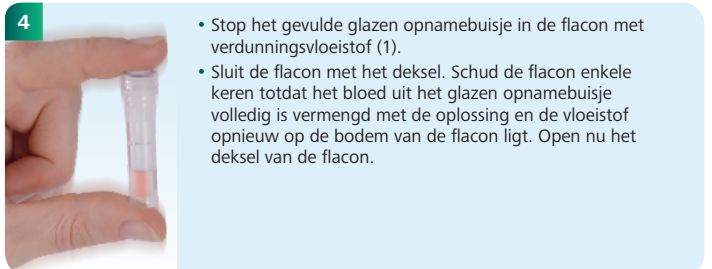 4
• Stop het gevulde glazen opnamebuisje in de flacon met
verdunningsvloeistof (1).
• Sluit de flacon met het deksel. Schud de flacon enkele
keren totdat het bloed uit het glazen opnamebuisje
volledig is vermengd met de oplossing en de vloeistof
opnieuw op de bodem van de flacon ligt. Open nu het
deksel van de flacon.